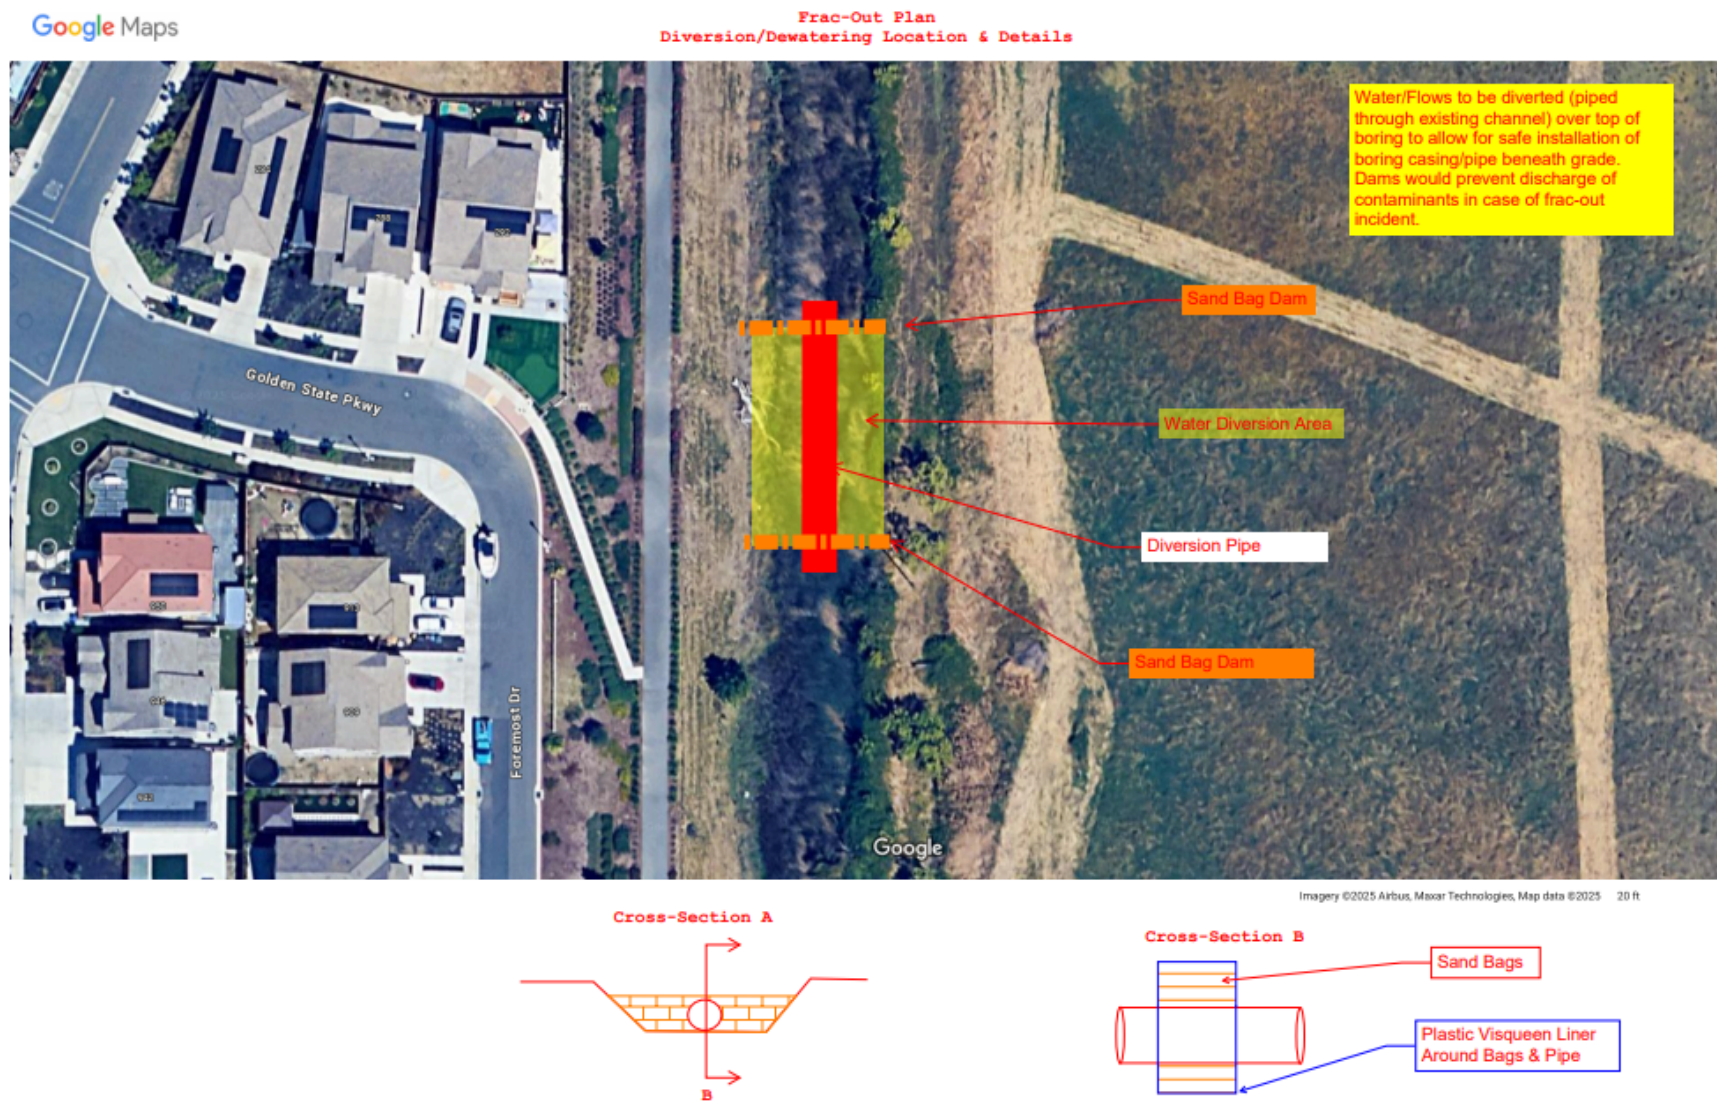 Google Maps
Frac-Out Plan
Diversion/Dewatering Location & Details
Water/Flows to be diverted (piped
through existing channel) over top of
boring to allow for safe installation of
boring casing/pipe beneath grade.
Dams would prevent discharge of
contaminants in case of frac-out
incident.
288
Sand Bag Dam
Golden State Pkwy
Water Diversion Area
Diversion Pipe
Sand Bag Dam
Foremost Dr
942
Google
Imagery ©2025 Airbus, Maxar Technologies, Map data ©2025 20 ft
Cross-Section A
B
Cross-Section B
Sand Bags
Plastic Visqueen Liner
Around Bags & Pipe